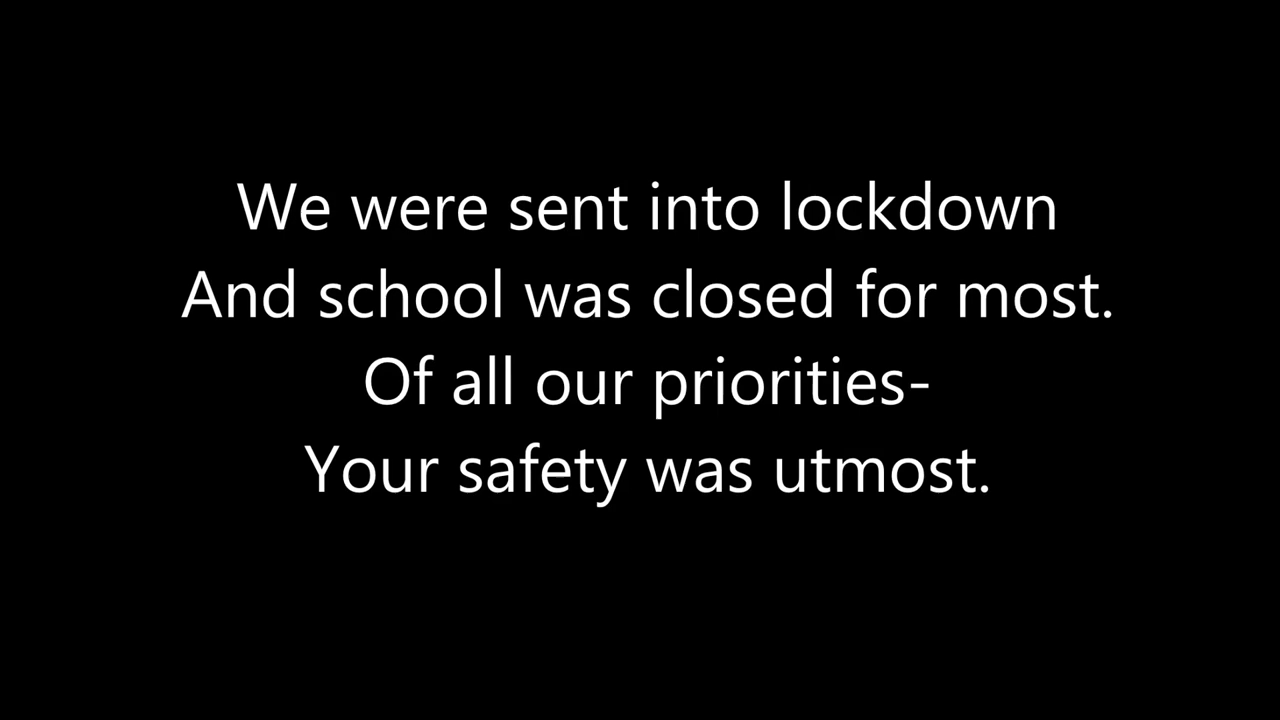 We were sent into lockdown
And school was closed for most.
Of all our priorities-
Your safety was utmost.